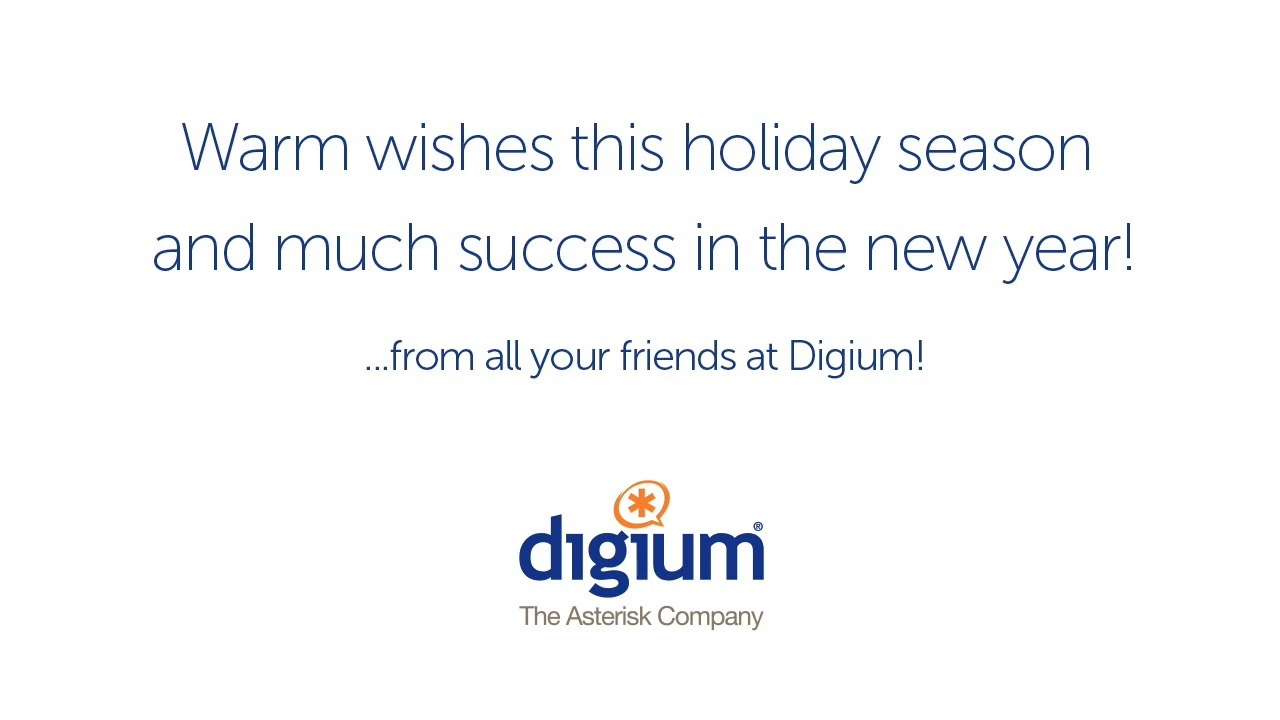 Warm wishes this holiday season
and much success in the new year!
...from all your friends at Digium!
digium®
The Asterisk Company